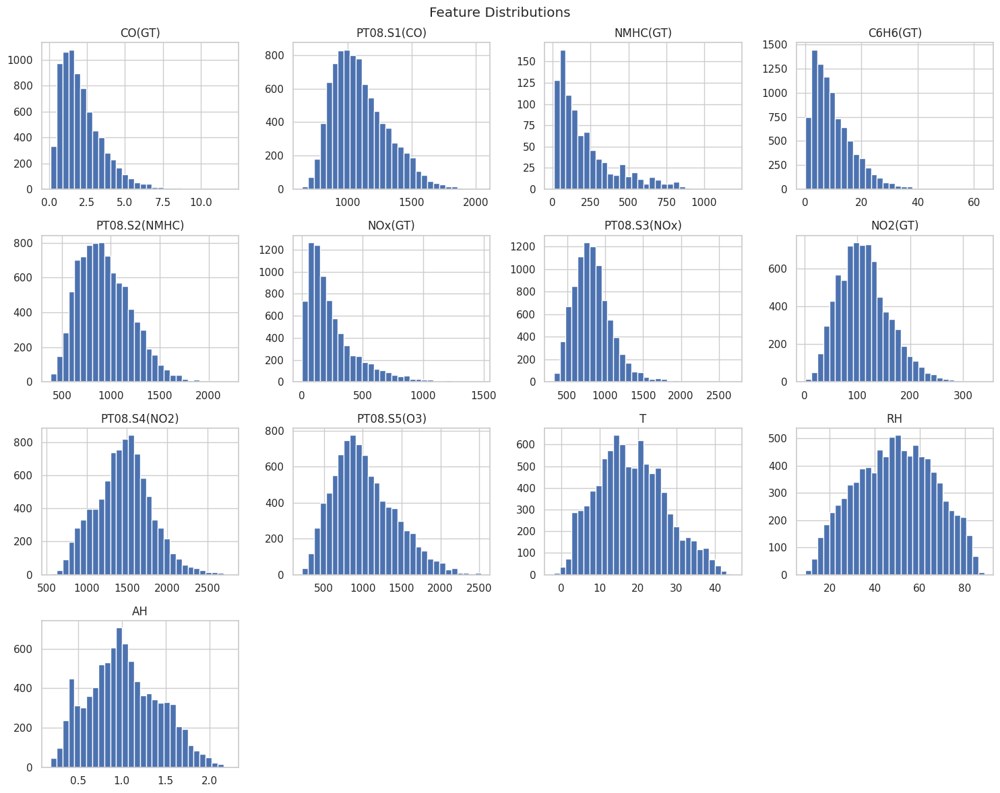 Feature Distributions
CO(GT) PT08.S1(CO) NMHC(GT) C6H6(GT)
1000 800 600 400 200 0
0.0 2.5 5.0 7.5 10.0
800 600 400 200 0
1000 1500 2000
150 125 100 75 50 25 0
0 250 500 750 1000
1500 1250 1000 750 500 250 0
0 20 40 60
PT08.S2(NMHC) NOx(GT) PT08.S3(NOx) NO2(GT)
800 600 400 200 0
500 1000 1500 2000
1200 1000 800 600 400 200 0
0 500 1000 1500
1200 1000 800 600 400 200 0
500 1000 1500 2000 2500
600 400 200 0
0 100 200 300
PT08.S4(NO2) PT08.S5(O3) T RH
800 600 400 200 0
500 1000 1500 2000 2500
800 600 400 200 0
500 1000 1500 2000 2500
600 500 400 300 200 100 0
0 10 20 30 40
500 400 300 200 100 0
20 40 60 80
AH
600 400 200 0
0.5 1.0 1.5 2.0